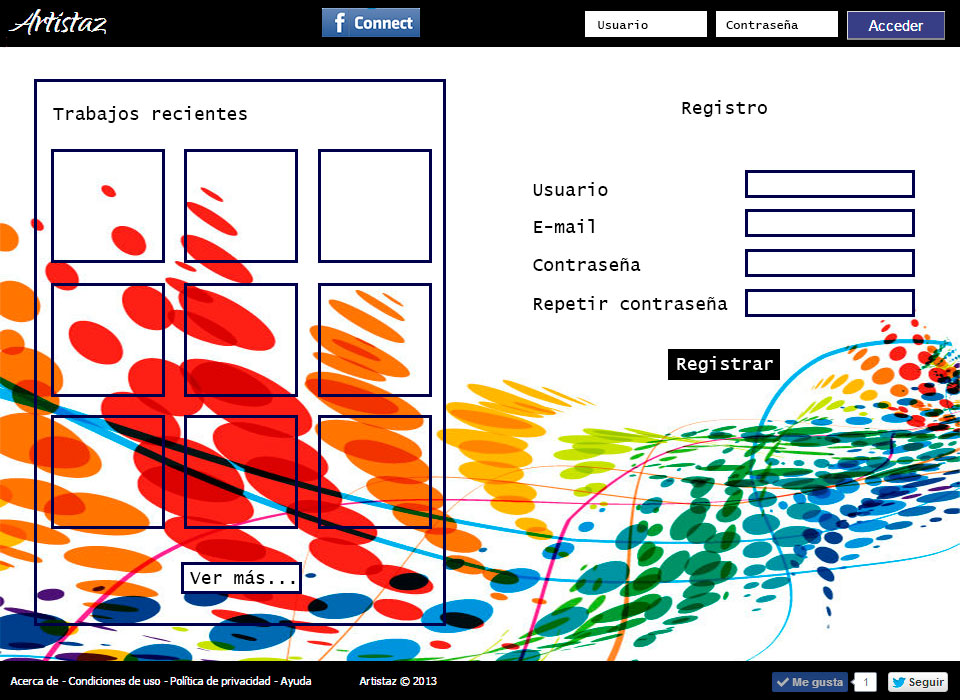 Artistaz
f Connect
Usuario
Contraseña
Acceder
Trabajos recientes
Registro
Usuario
E-mail
Contraseña
Repetir contraseña
Registrar
Ver más...
Acerca de - Condiciones de uso - Política de privacidad - Ayuda
Artistaz © 2013
Me gusta
1
Seguir